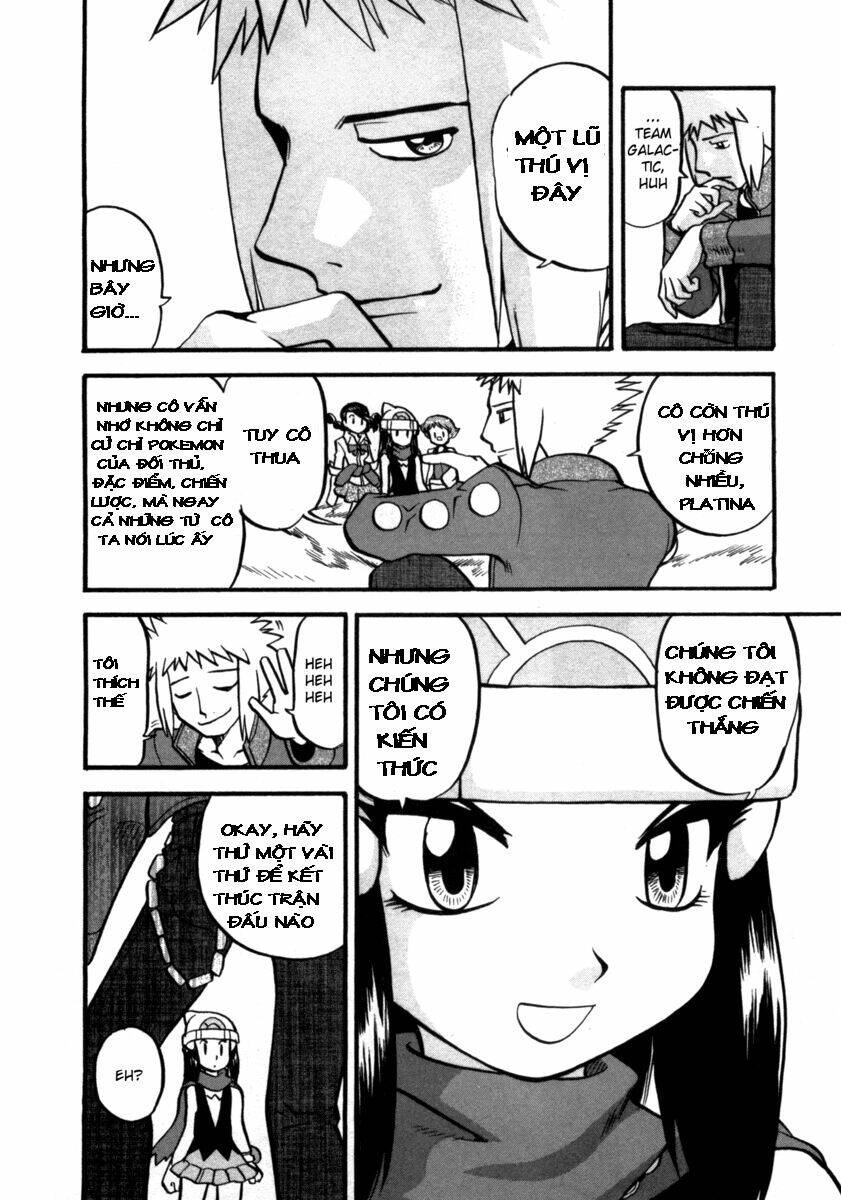 ...
TEAM
GALAC-
TIC,
HUH
MỘT LŨ
THÚ VỊ
ĐÂY
NHƯNG
BÂY
GIỜ...
CÔ CÒN THÚ
VỊ HƠN
CHŨNG
NHIỀU,
PLATINA
TUY CÔ
THUA
NHƯNG CÔ VẪN
NHỚ KHÔNG CHỈ
CỬ CHỈ POKEMON
CỦA ĐỐI THỦ,
ĐẶC ĐIỂM, CHIẾN
LƯỢC, MÀ NGAY
CẢ NHỮNG TỪ CÔ
TA NÓI LÚC ẤY
CHÚNG TÔI
KHÔNG ĐẠT
ĐƯỢC CHIẾN
THẮNG
NHƯNG
CHÚNG
TÔI CÓ
KIẾN
THỨC
HEH
HEH
HEH
TÔI
THÍCH
THẾ
OKAY, HÃY
THỬ MỘT VÀI
THỨ ĐỂ KẾT
THÚC TRẬN
ĐẤU NÀO
EH?